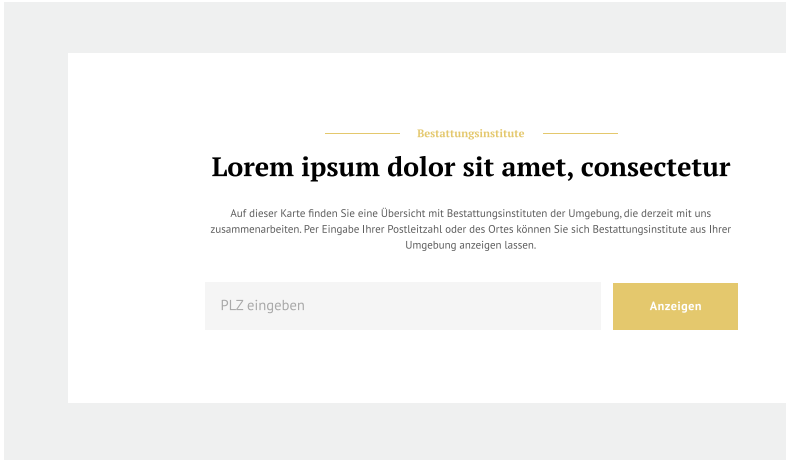 Bestattungsinstitute
Lorem ipsum dolor sit amet, consectetur
Auf dieser Karte finden Sie eine Übersicht mit Bestattungsinstituten der Umgebung, die derzeit mit uns
zusammenarbeiten. Per Eingabe Ihrer Postleitzahl oder des Ortes können Sie sich Bestattungsinstitute aus Ihrer
Umgebung anzeigen lassen.
PLZ eingeben
Anzeigen